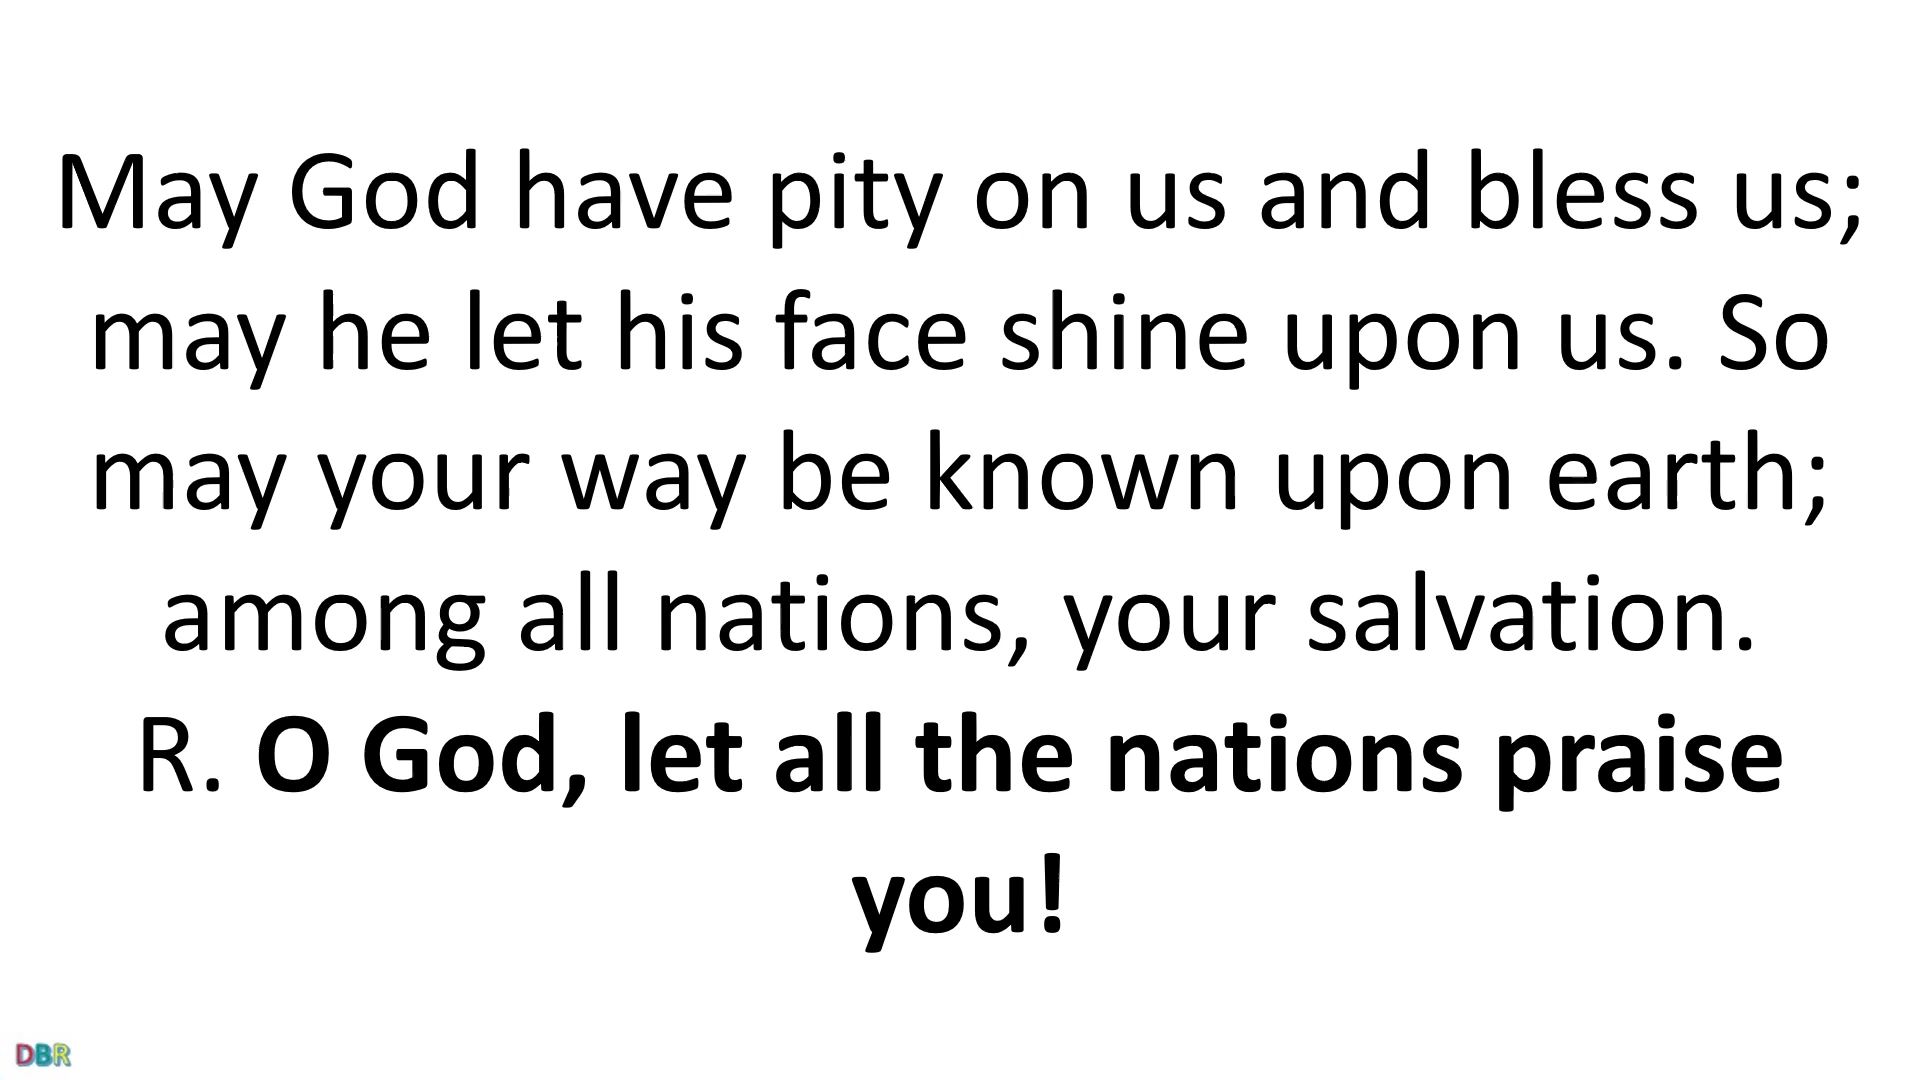 May God have pity on us and bless us;
may he let his face shine upon us. So
may your way be known upon earth;
among all nations, your salvation.
R. O God, let all the nations praise
you!
DBR